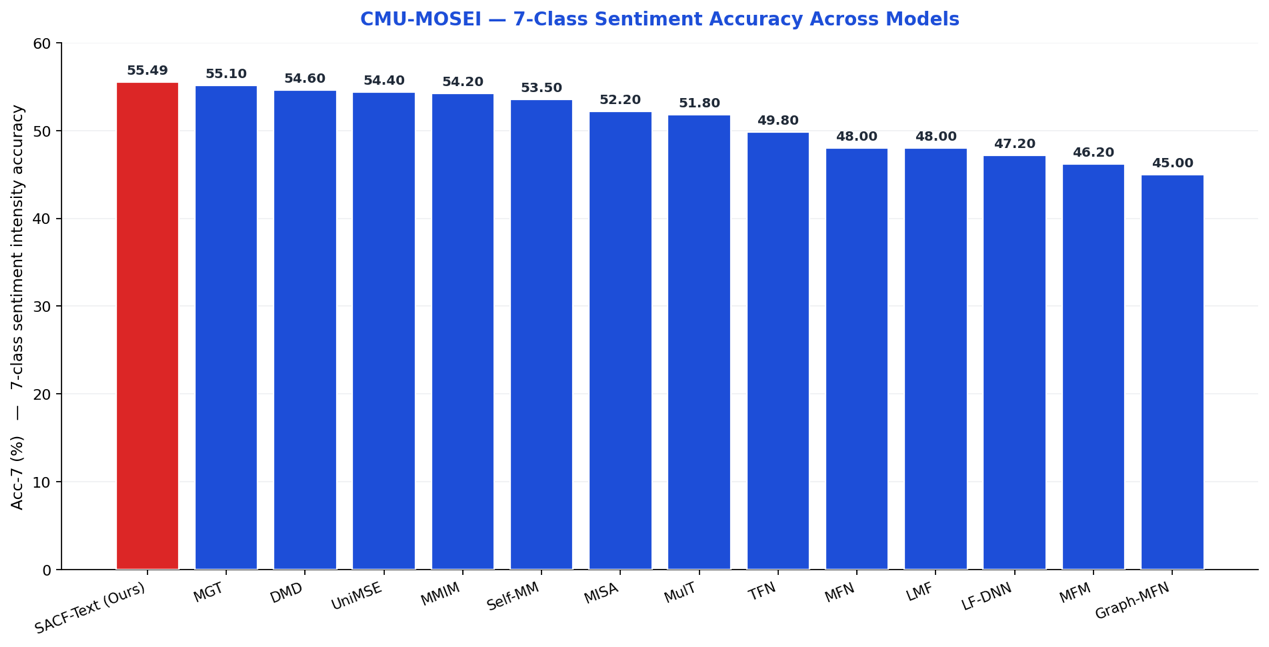 CMU-MOSEI — 7-Class Sentiment Accuracy Across Models
Acc-7 (%) — 7-class sentiment intensity accuracy
60
50
40
30
20
10
0
55.49
55.10
54.60
54.40
54.20
53.50
52.20
51.80
49.80
48.00
48.00
47.20
46.20
45.00
SACF-Text (Ours)
MGT
DMD
UniMSE
MMIM
Self-MM
MISA
MulT
TFN
MFN
LMF
LF-DNN
MFM
Graph-MFN